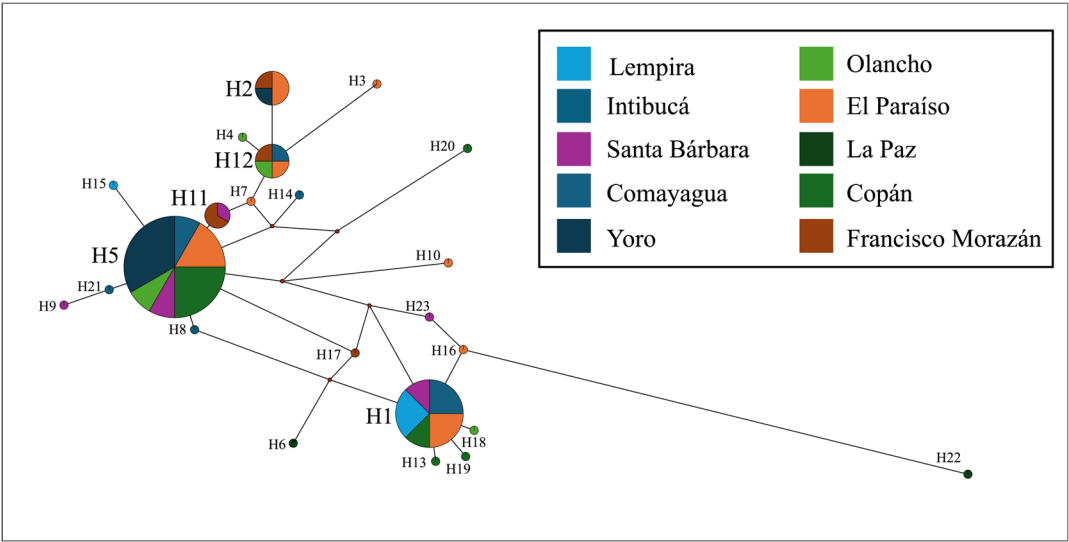 Lempira
Intibucá
Santa Bárbara
Comayagua
Yoro
Olancho
El Paraíso
La Paz
Copán
Francisco Morazán
H2
H3
H4
H12
H20
H15
H11
H7
H14
H5
H10
H21
H9
H8
H23
H17
H16
H1
H6
H18
H13
H19
H22